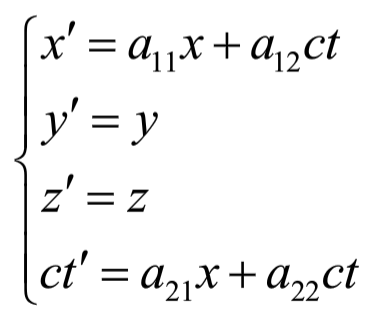 x′ = a₁₁x + a₁₂ct
y′ = y
z′ = z
ct′ = a₂₁x + a₂₂ct